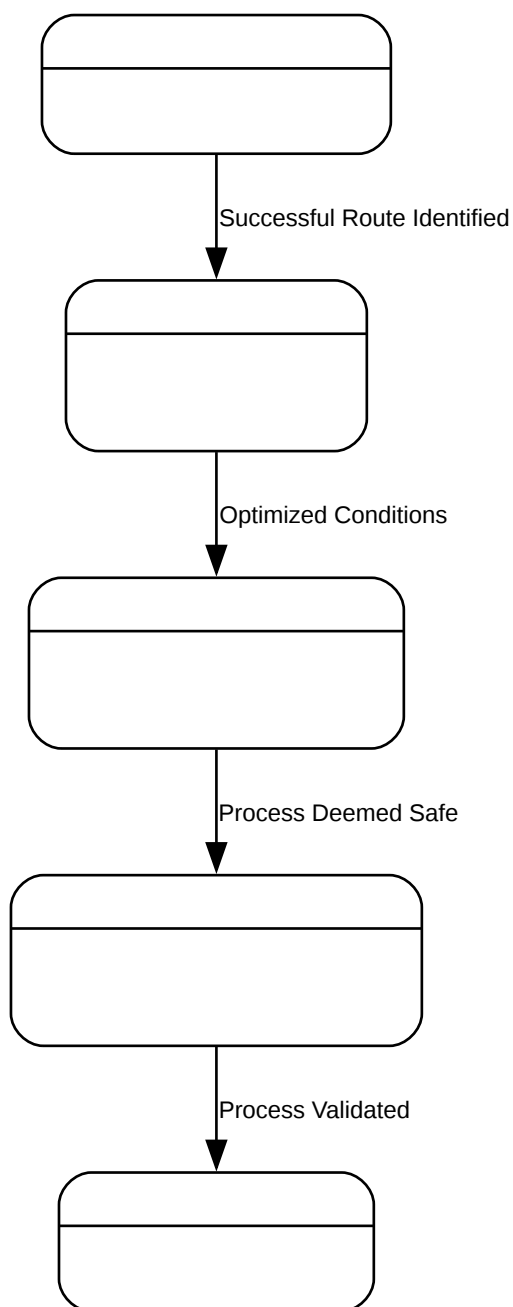 Successful Route Identified
Optimized Conditions
Process Deemed Safe
Process Validated